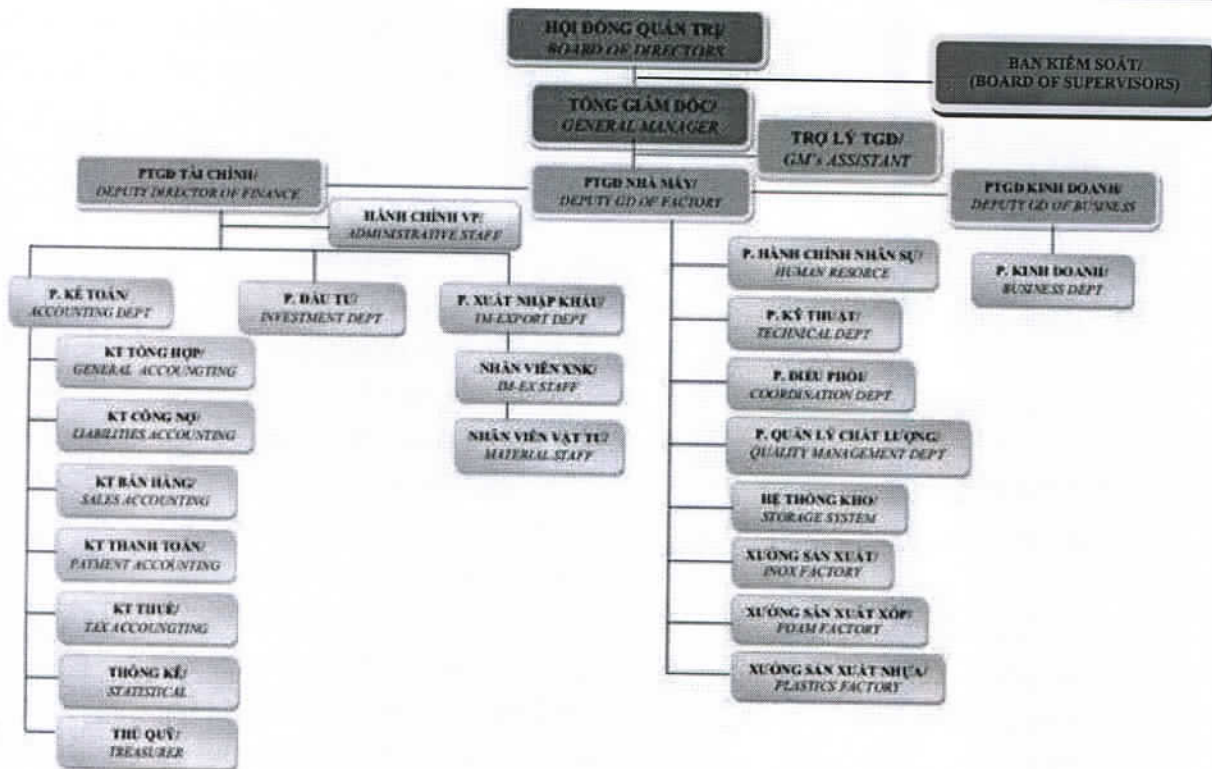 HỘI ĐỒNG QUẢN TRỊ/
BOARD OF DIRECTORS
BAN KIỂM SOÁT/
(BOARD OF SUPERVISORS)
TỔNG GIÁM ĐỐC/
GENERAL MANAGER
TRỢ LÝ TGĐ/
GM's ASSISTANT
PTGĐ TÀI CHÍNH/
DEPUTY DIRECTOR OF FINANCE
PTGĐ NHÀ MÁY/
DEPUTY GD OF FACTORY
PTGĐ KINH DOANH/
DEPUTY GD OF BUSINESS
HÀNH CHÍNH VP/
ADMIMISTRATIVE STAFF
P. KẾ TOÁN/
ACCOUNTING DEPT
P. ĐẦU TƯ/
INVESTMENT DEPT
P. XUẤT NHẬP KHẨU/
IM-EXPORT DEPT
KT TỔNG HỢP/
GENERAL ACCOUNGTING
KT CÔNG NỢ/
LIABILITIES ACCOUNTING
KT BÁN HÀNG/
SALES ACCOUNTING
KT THANH TOÁN/
PAYMENT ACCOUNTING
KT THUẾ/
TAX ACCOUNGTING
THỐNG KÊ/
STATISTICAL
THỦ QUỸ/
TREASURER
NHÂN VIÊN XNK/
IM-EX STAFF
NHÂN VIÊN VẬT TƯ/
MATERIAL STAFF
P. HÀNH CHÍNH NHÂN SỰ/
HUMAN RESORCE
P. KỸ THUẬT/
TECHNICAL DEPT
P. ĐIỀU PHỐI/
COORDINATION DEPT.
P. QUẢN LÝ CHẤT LƯỢNG/
QUALITY MANAGEMENT DEPT
HỆ THỐNG KHO/
STORAGE SYSTEM
XƯỞNG SẢN XUẤT/
INOX FACTORY
XƯỞNG SẢN XUẤT XỐP/
FOAM FACTORY
XƯỞNG SẢN XUẤT NHỰA/
PLASTICS FACTORY
P. KINH DOANH/
BUSINESS DEPT